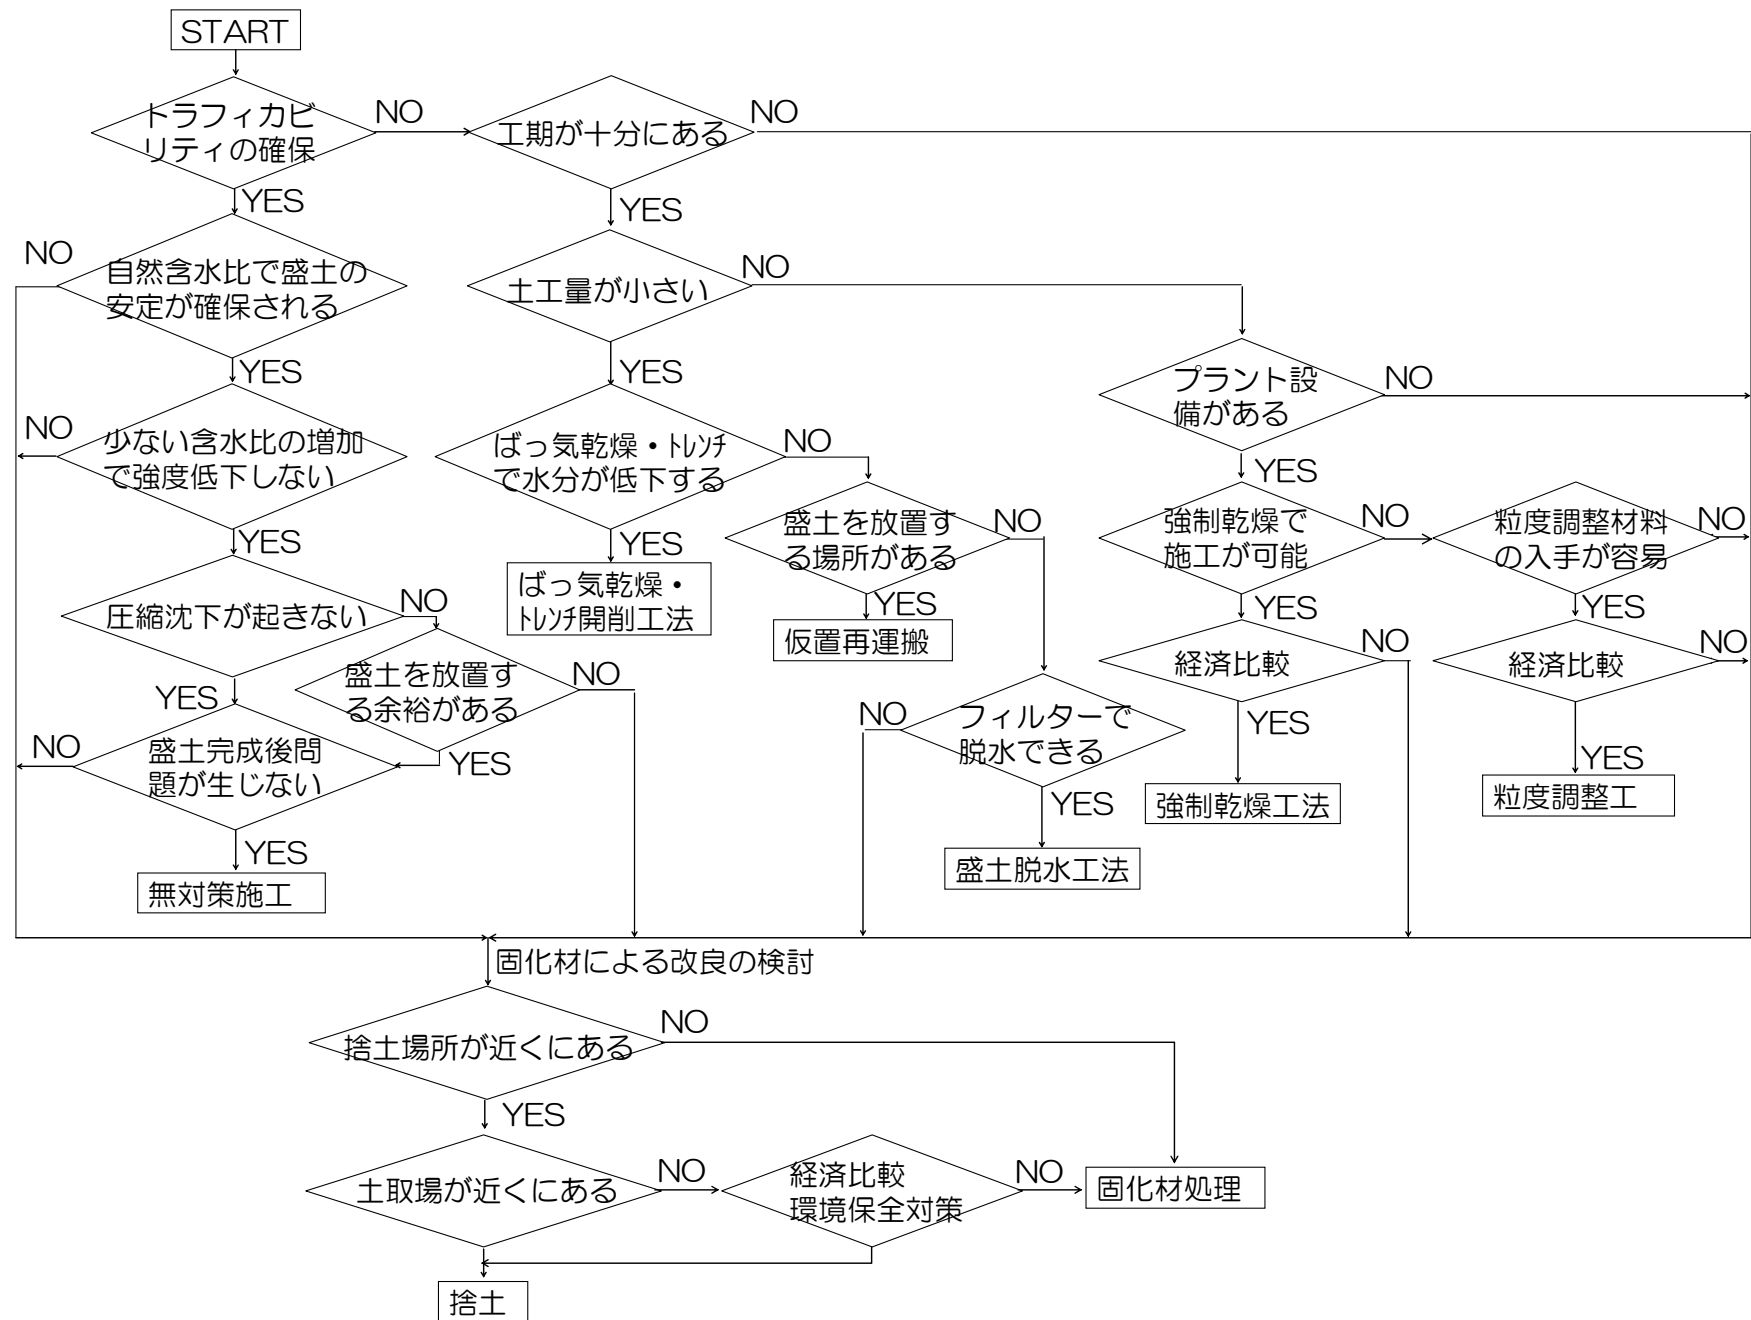 START
トラフィカビ
リティの確保
NO
工期が十分にある
NO
YES
YES
NO
自然含水比で盛土の
安定が確保される
土工量が小さい
NO
YES
YES
プラント設
備がある
NO
NO
少ない含水比の増加
で強度低下しない
ばっ気乾燥・ﾄﾚﾝﾁ
で水分が低下する
NO
YES
YES
YES
盛土を放置す
る場所がある
NO
強制乾燥で
施工が可能
NO
粒度調整材料
の入手が容易
NO
ばっ気乾燥・
ﾄﾚﾝﾁ開削工法
圧縮沈下が起きない
NO
YES
仮置再運搬
YES
YES
経済比較
NO
経済比較
NO
盛土を放置す
る余裕がある
NO
YES
NO
フィルターで
脱水できる
YES
NO
盛土完成後問
題が生じない
YES
YES
YES
強制乾燥工法
粒度調整工
YES
盛土脱水工法
無対策施工
固化材による改良の検討
捨土場所が近くにある
NO
YES
土取場が近くにある
NO
経済比較
環境保全対策
NO
固化材処理
捨土